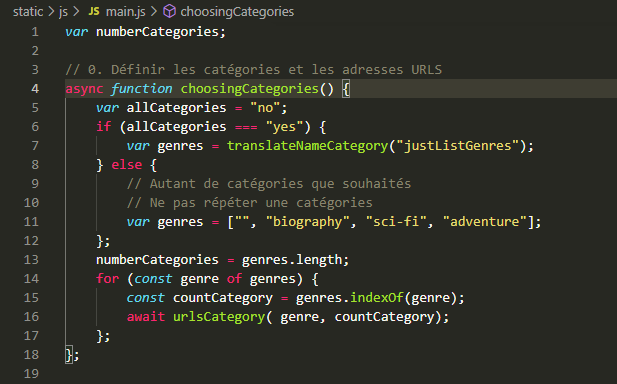 static > js > JS main.js > choosingCategories
1 var numberCategories;
2
3 // 0. Définir les catégories et les adresses URLS
4 async function choosingCategories() {
5 var allCategories = "no";
6 if (allCategories === "yes") {
7 var genres = translateNameCategory("justListGenres");
8 } else {
9 // Autant de catégories que souhaités
10 // Ne pas répéter une catégories
11 var genres = ["", "biography", "sci-fi", "adventure"];
12 };
13 numberCategories = genres.length;
14 for (const genre of genres) {
15 const countCategory = genres.indexOf(genre);
16 await urlsCategory( genre, countCategory);
17 };
18 };
19